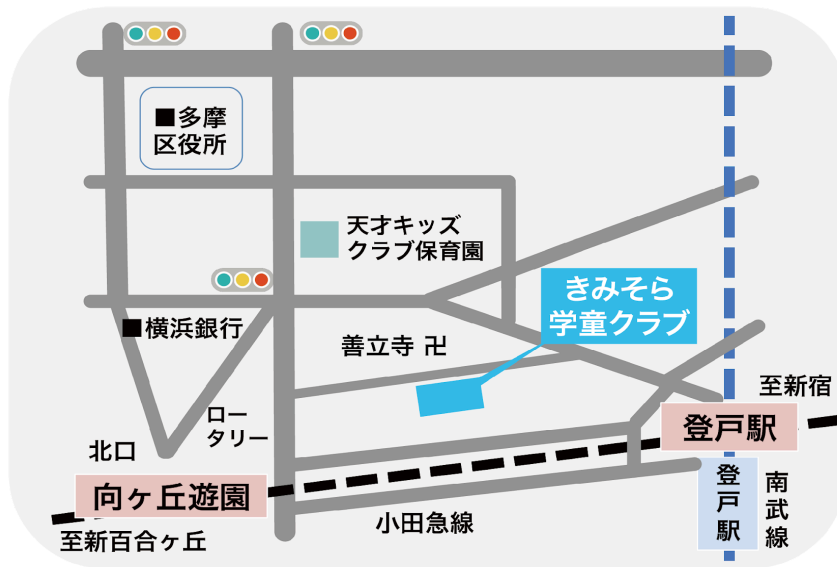 ■多摩
区役所
天才キッズ
クラブ保育園
きみそら
学童クラブ
■横浜銀行
善立寺 卍
至新宿
ロー
タリー
登戸駅
北口
向ヶ丘遊園
登戸駅
南武線
小田急線
至新百合ヶ丘